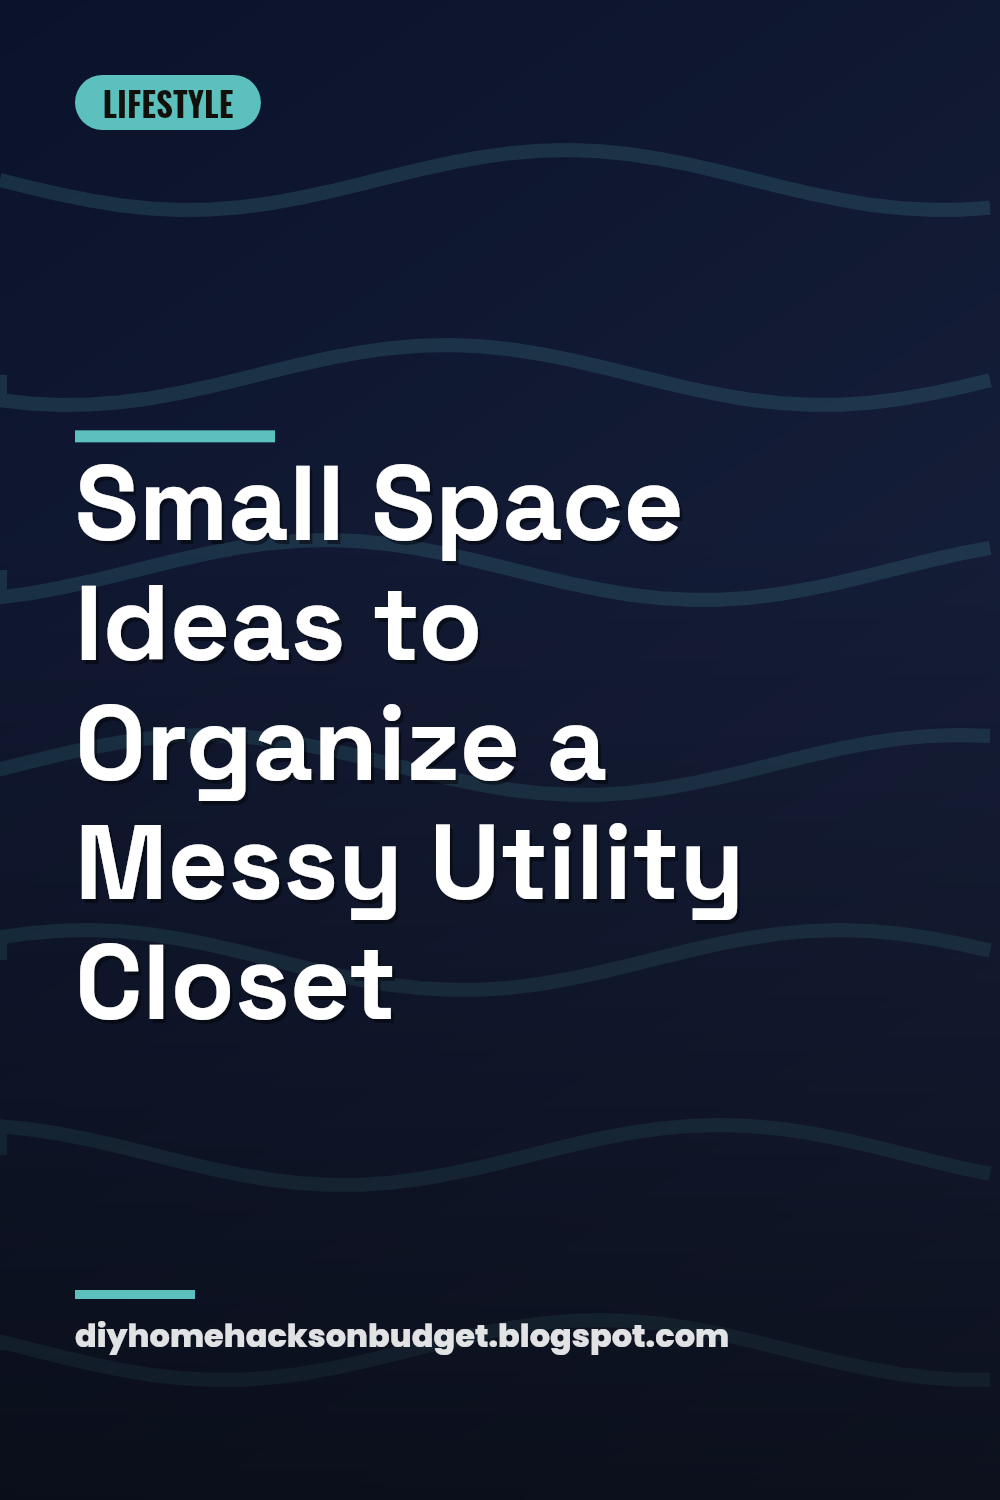 LIFESTYLE
Small Space
Ideas to
Organize a
Messy Utility
Closet
diyhomehacksonbudget.blogspot.com